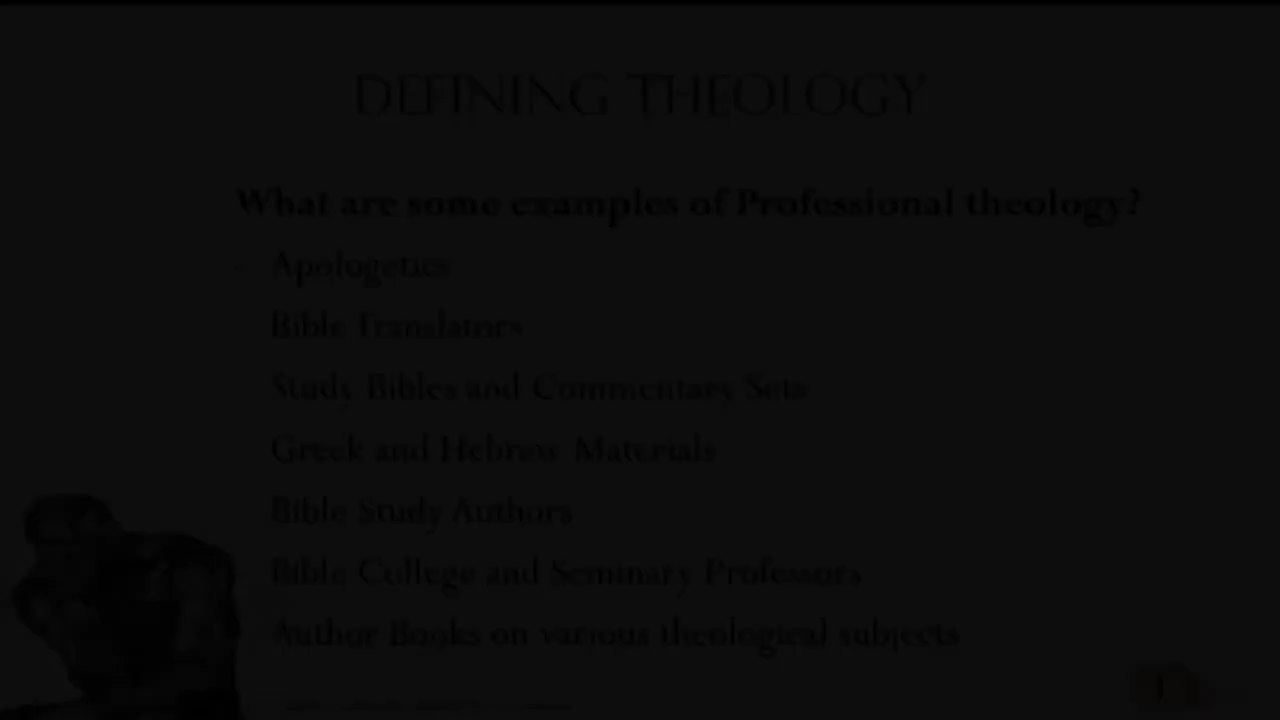 DEFINING THEOLOGY
What are some examples of Professional theology?
- Apologetics
Bible Translators
Study Bibles and Commentary Sets
Greek and Hebrew Materials
Bible Study Authors
Bible College and Seminary Professors
Author Books on various theological subjects